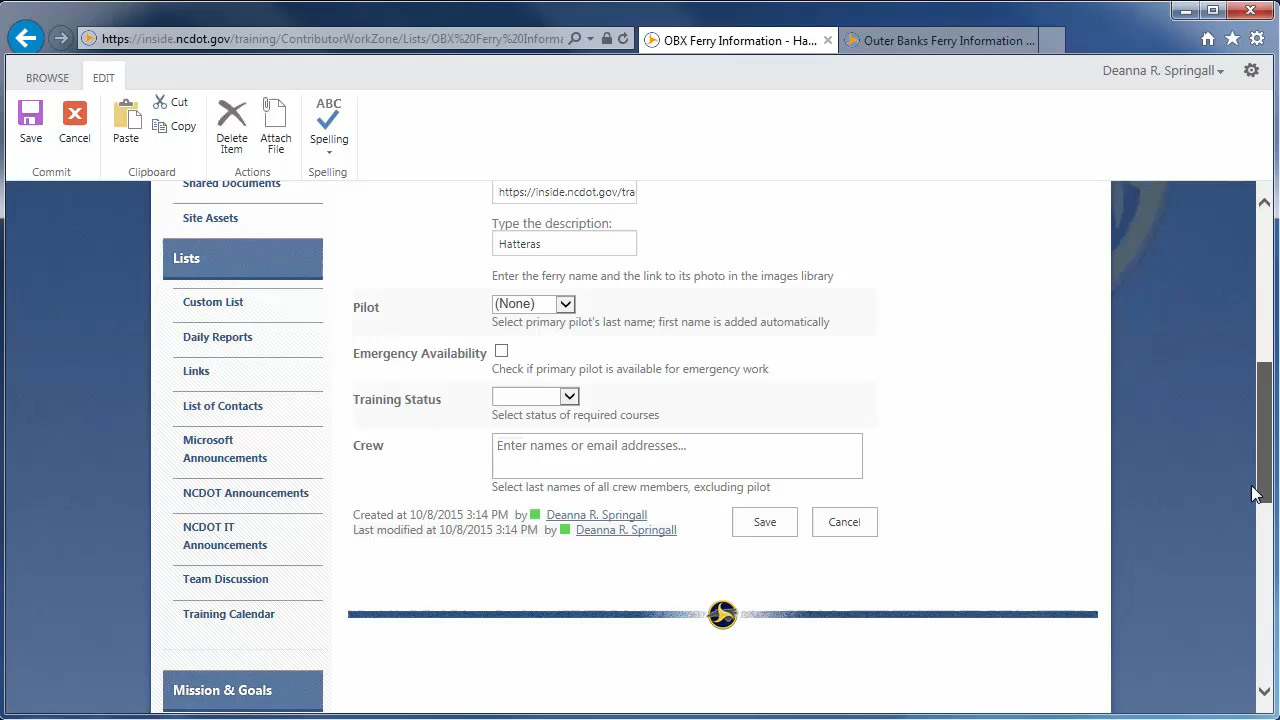 https://inside.ncdot.gov/training/ContributorWorkZone/Lists/OBX%20Ferry%20Informa
OBX Ferry Information - Ha...
Outer Banks Ferry Information ...
BROWSE
EDIT
Deanna R. Springall
Save
Cancel
Paste
Cut
Copy
Delete Item
Attach File
ABC
Spelling
Commit
Clipboard
Actions
Spelling
Shared Documents
Site Assets
Lists
Custom List
Daily Reports
Links
List of Contacts
Microsoft
Announcements
NCDOT Announcements
NCDOT IT
Announcements
Team Discussion
Training Calendar
Mission & Goals
https://inside.ncdot.gov/tra
Type the description:
Hatteras
Enter the ferry name and the link to its photo in the images library
Pilot
(None)
Select primary pilot's last name; first name is added automatically
Emergency Availability
Check if primary pilot is available for emergency work
Training Status
Select status of required courses
Crew
Enter names or email addresses...
Select last names of all crew members, excluding pilot
Created at 10/8/2015 3:14 PM by Deanna R. Springall
Last modified at 10/8/2015 3:14 PM by Deanna R. Springall
Save
Cancel